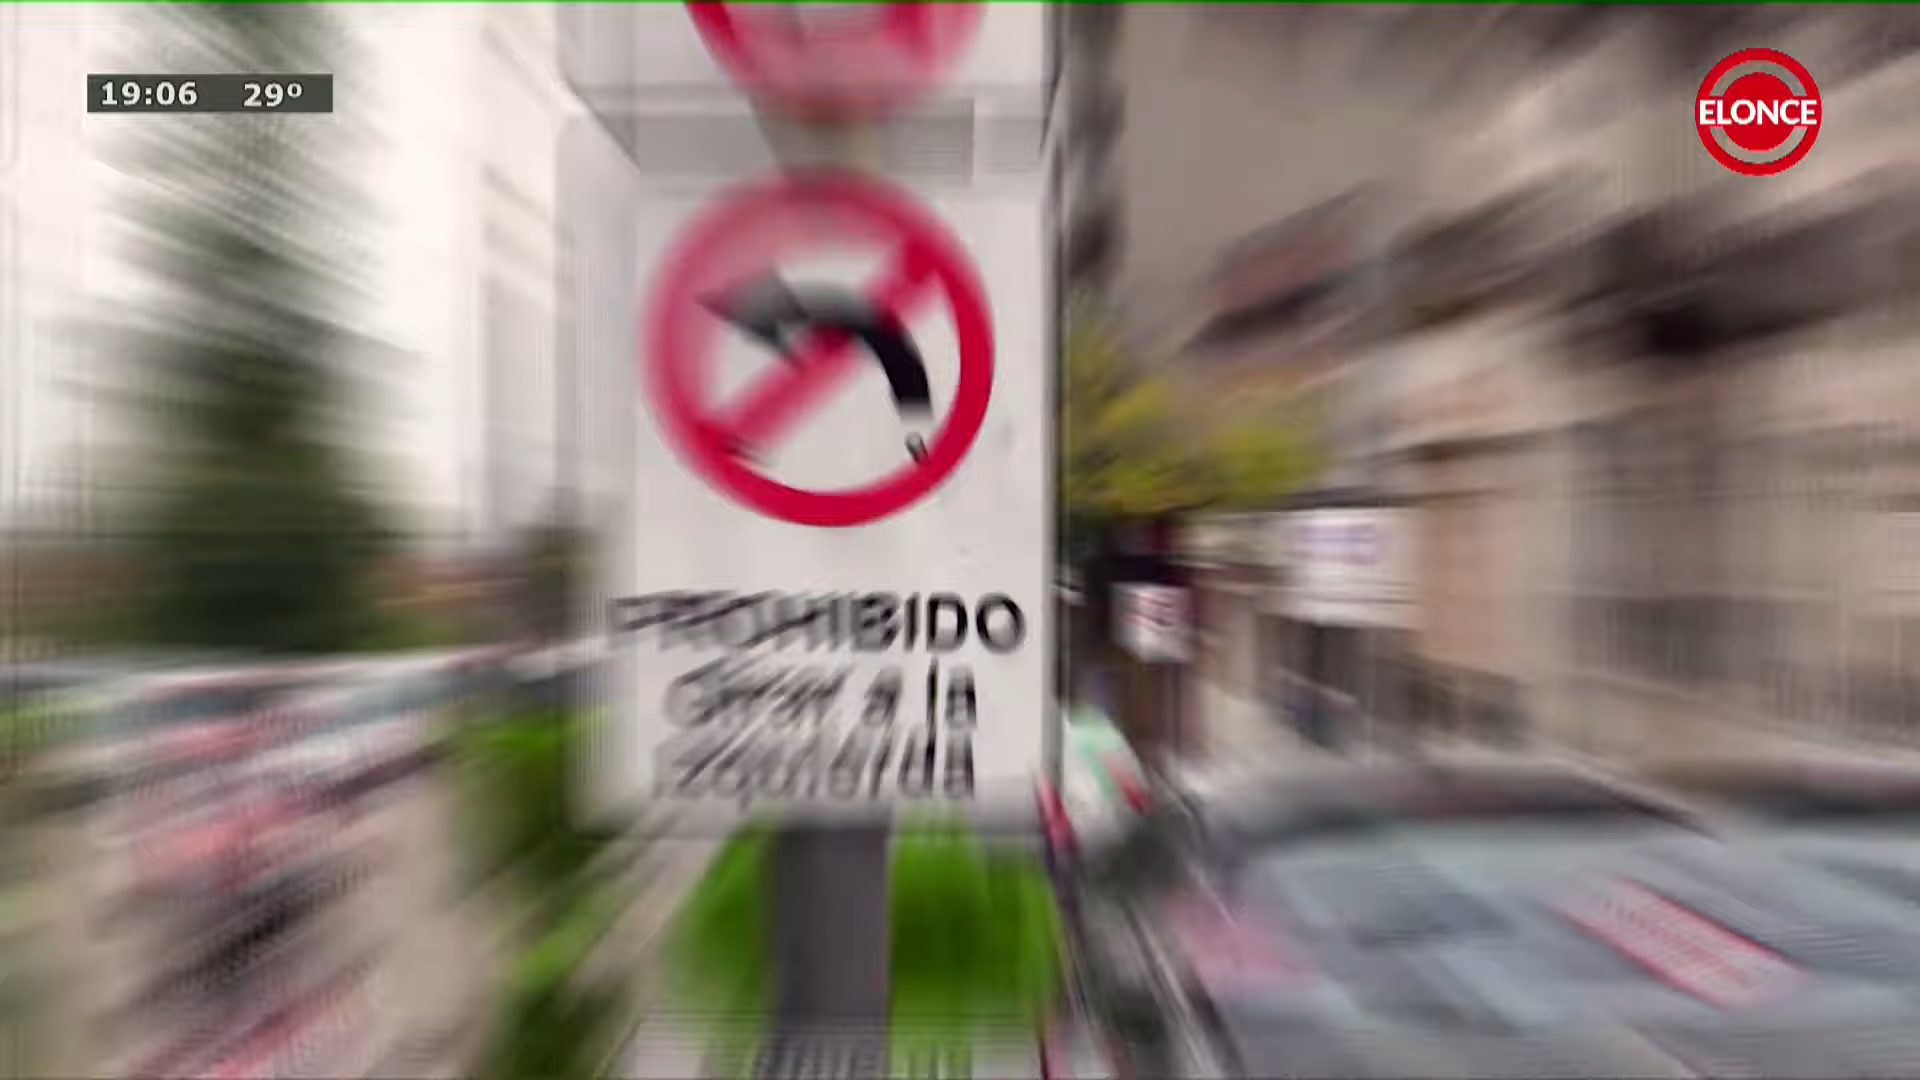 19:06 29º
ELONCE
PROHIBIDO
Girar a la
izquierda